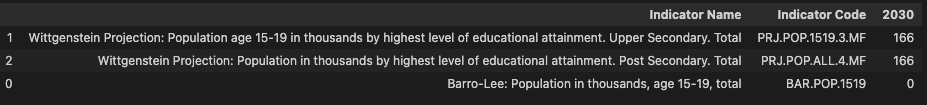 Indicator Name Indicator Code 2030
1 Wittgenstein Projection: Population age 15-19 in thousands by highest level of educational attainment. Upper Secondary. Total PRJ.POP.1519.3.MF 166
2 Wittgenstein Projection: Population in thousands by highest level of educational attainment. Post Secondary. Total PRJ.POP.ALL.4.MF 166
0 Barro-Lee: Population in thousands, age 15-19, total BAR.POP.1519 0